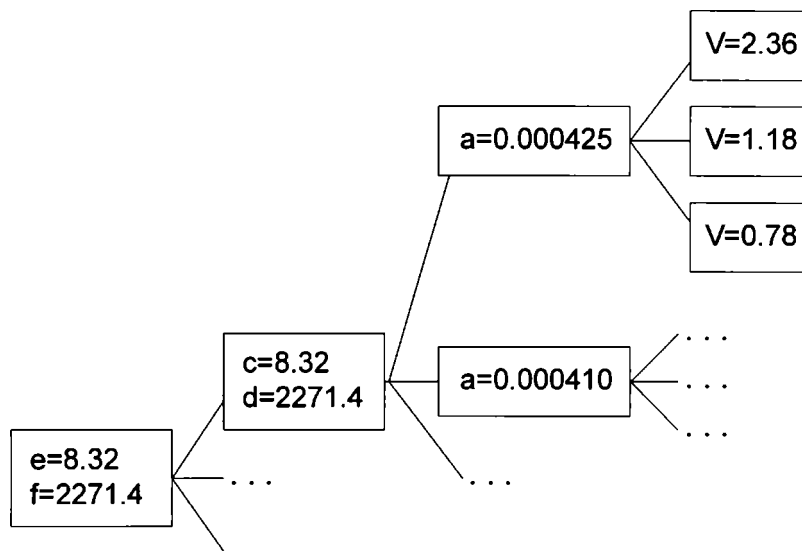 V=2.36
a=0.000425
V=1.18
V=0.78
c=8.32
d=2271.4
. . .
a=0.000410
. . .
. . .
e=8.32
f=2271.4
. . .
. . .